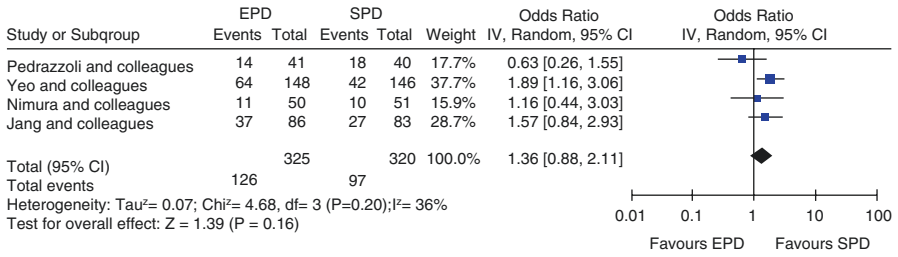 EPD SPD Odds Ratio Odds Ratio
Study or Subgroup Events Total Events Total Weight IV, Random, 95% CI IV, Random, 95% CI
Pedrazzoli and colleagues 14 41 18 40 17.7% 0.63 [0.26, 1.55]
Yeo and colleagues 64 148 42 146 37.7% 1.89 [1.16, 3.06]
Nimura and colleagues 11 50 10 51 15.9% 1.16 [0.44, 3.03]
Jang and colleagues 37 86 27 83 28.7% 1.57 [0.84, 2.93]
Total (95% CI) 325 320 100.0% 1.36 [0.88, 2.11]
Total events 126 97
Heterogeneity: Tau²= 0.07; Chi²= 4.68, df= 3 (P=0.20);I²= 36%
Test for overall effect: Z = 1.39 (P = 0.16)
0.01 0.1 1 10 100
Favours EPD Favours SPD